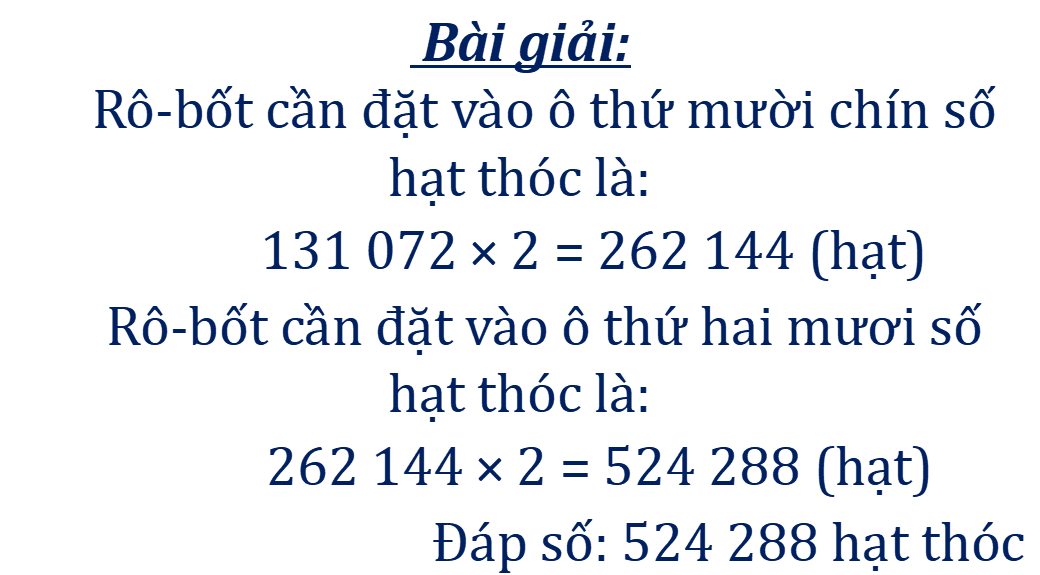 Bài giải:
Rô-bốt cần đặt vào ô thứ mười chín số
hạt thóc là:
131 072 × 2 = 262 144 (hạt)
Rô-bốt cần đặt vào ô thứ hai mươi số
hạt thóc là:
262 144 × 2 = 524 288 (hạt)
Đáp số: 524 288 hạt thóc